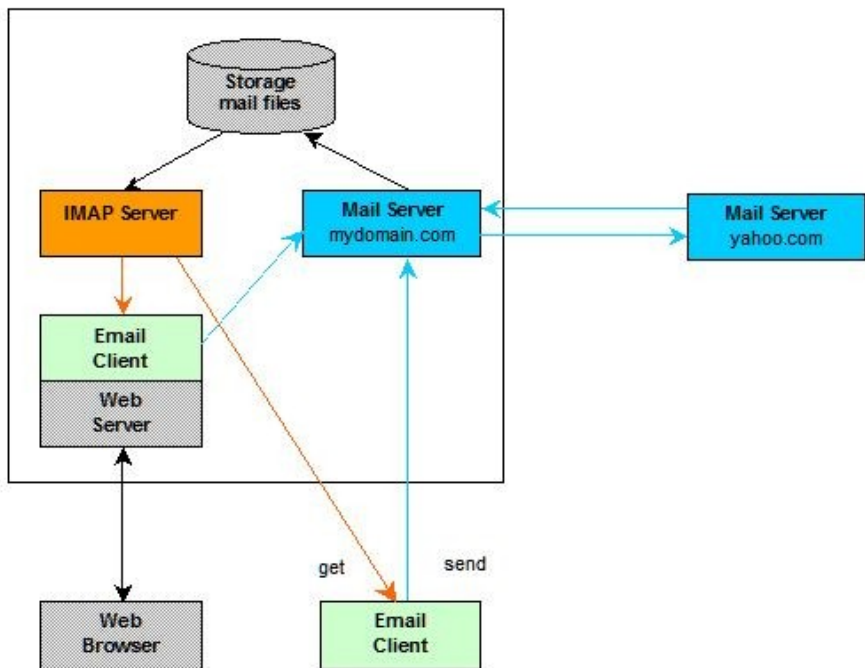 Storage
mail files
IMAP Server
Mail Server
mydomain.com
Mail Server
yahoo.com
Email
Client
Web
Server
get
send
Web
Browser
Email
Client